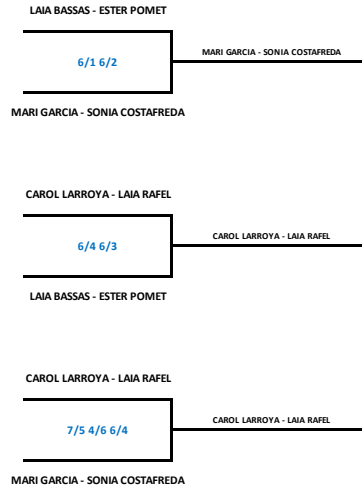 LAIA BASSAS - ESTER POMET
6/1 6/2
MARI GARCIA - SONIA COSTAFREDA
MARI GARCIA - SONIA COSTAFREDA
CAROL LARROYA - LAIA RAFEL
6/4 6/3
CAROL LARROYA - LAIA RAFEL
LAIA BASSAS - ESTER POMET
CAROL LARROYA - LAIA RAFEL
7/5 4/6 6/4
CAROL LARROYA - LAIA RAFEL
MARI GARCIA - SONIA COSTAFREDA